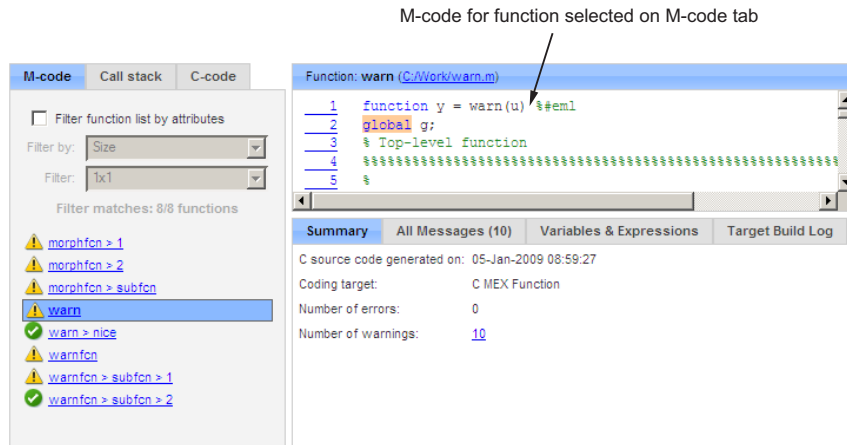 M-code for function selected on M-code tab
M-code Call stack C-code
Filter function list by attributes
Filter by: Size
Filter: 1x1
Filter matches: 8/8 functions
morphfcn > 1
morphfcn > 2
morphfcn > subfcn
warn
warn > nice
warnfcn
warnfcn > subfcn > 1
warnfcn > subfcn > 2
Function: warn (C:/Work/warn.m)
1 function y = warn(u) %#eml
2 global g;
3 % Top-level function
4 %%%%%%%%%%%%%%%%%%%%%%%%%%%%%%%%%%%%%%%%%%%%%%%%%%%%%%%%%
5 %
Summary All Messages (10) Variables & Expressions Target Build Log
C source code generated on: 05-Jan-2009 08:59:27
Coding target: C MEX Function
Number of errors: 0
Number of warnings: 10